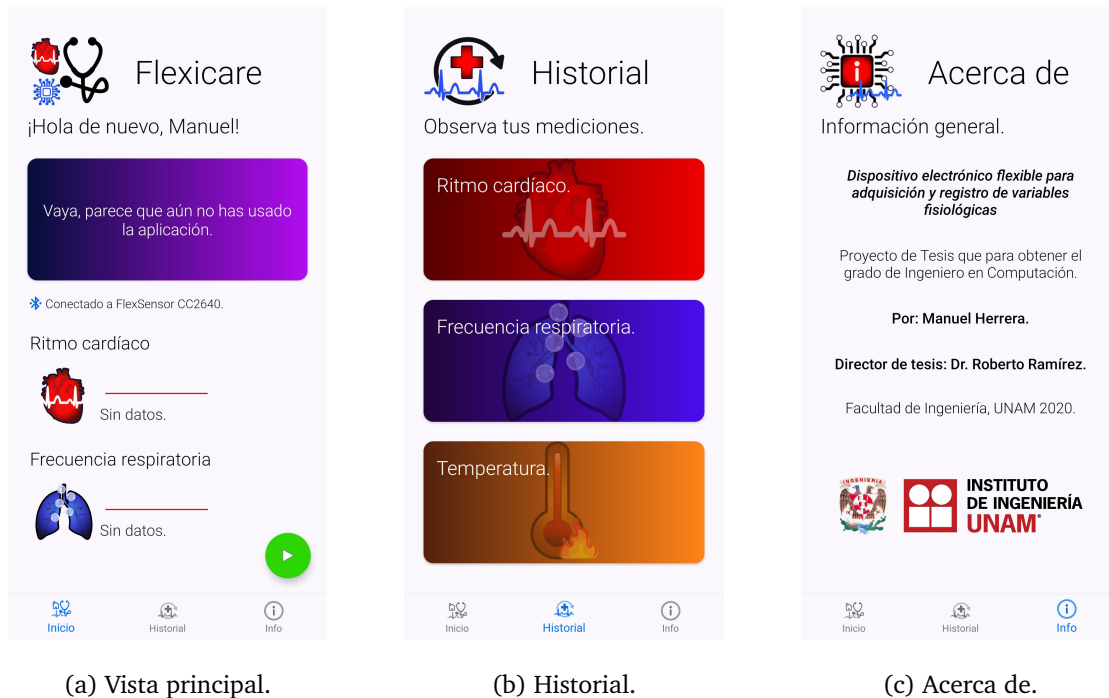 Flexicare
¡Hola de nuevo, Manuel!
Vaya, parece que aún no has usado
la aplicación.
Conectado a FlexSensor CC2640.
Ritmo cardíaco
Sin datos.
Frecuencia respiratoria
Sin datos.
Inicio
Historial
Info
(a) Vista principal.
Historial
Observa tus mediciones.
Ritmo cardíaco.
Frecuencia respiratoria.
Temperatura.
Inicio
Historial
Info
(b) Historial.
Acerca de
Información general.
Dispositivo electrónico flexible para
adquisición y registro de variables
fisiológicas
Proyecto de Tesis que para obtener el
grado de Ingeniero en Computación.
Por: Manuel Herrera.
Director de tesis: Dr. Roberto Ramírez.
Facultad de Ingeniería, UNAM 2020.
INGENIERIA
INSTITUTO
DE INGENIERÍA
UNAM
Inicio
Historial
Info
(c) Acerca de.